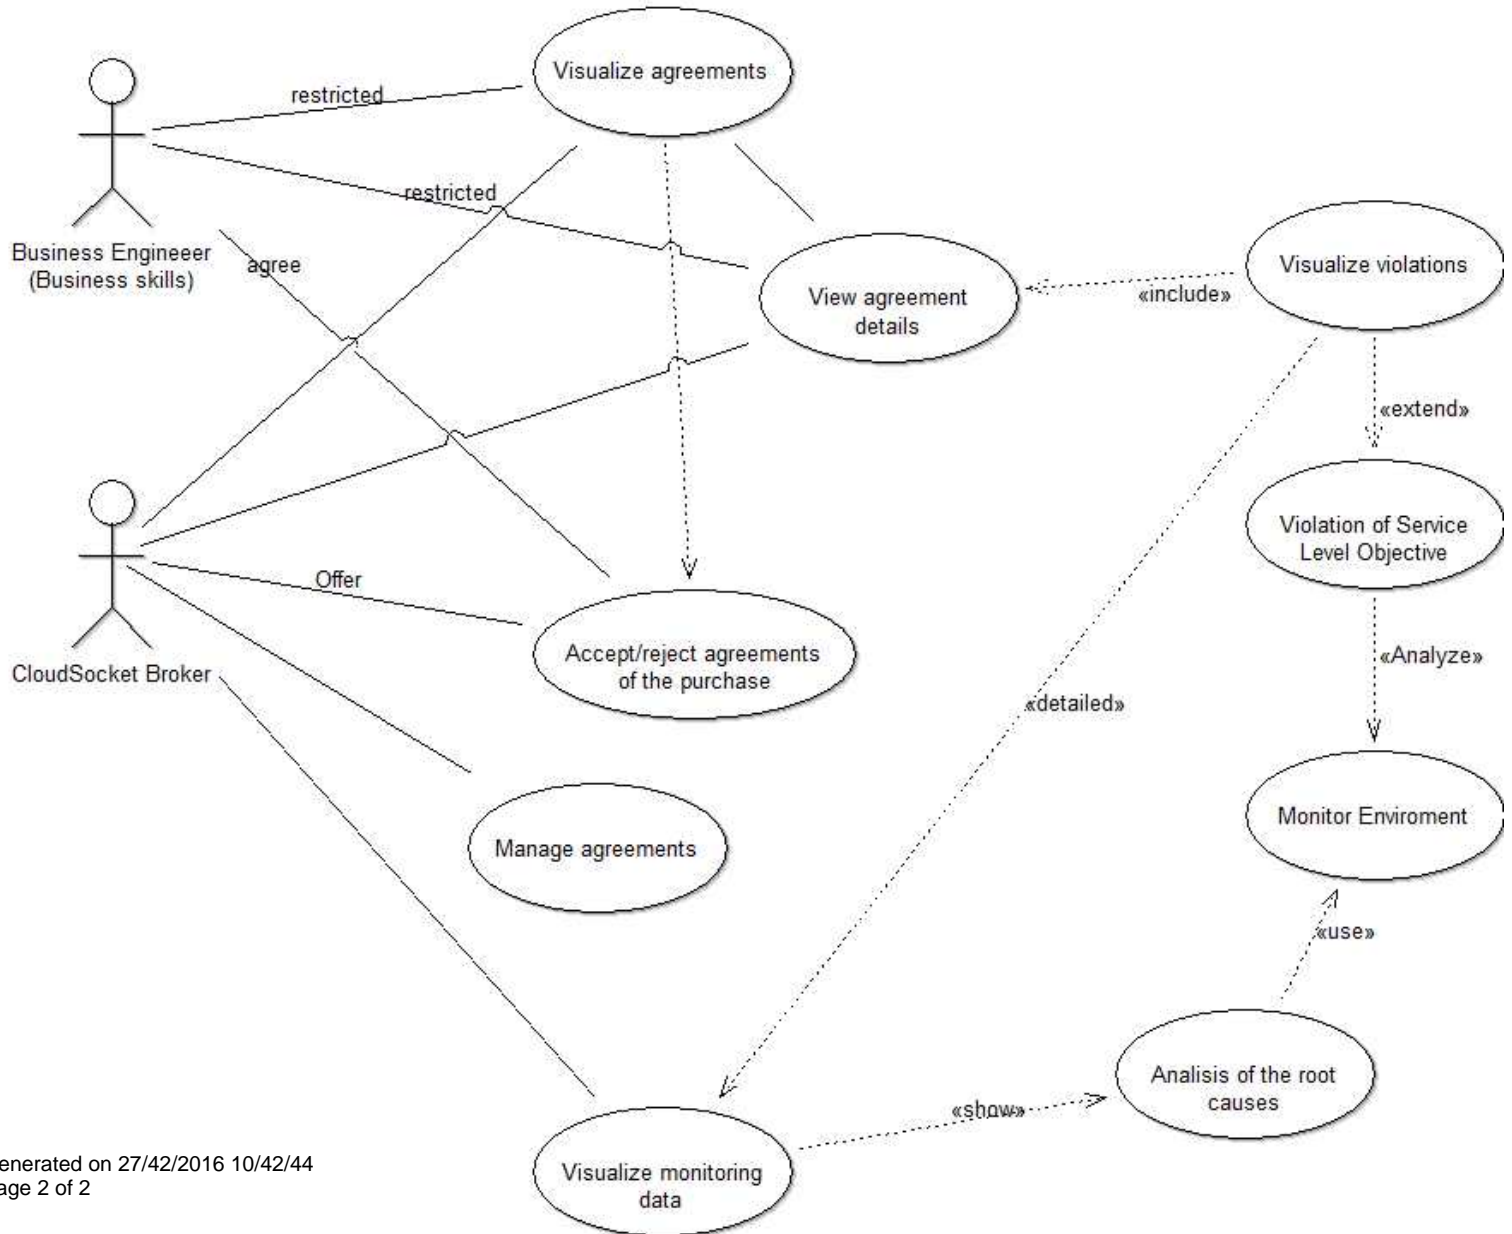 Visualize agreements
restricted
restricted
Business Engineeer
(Business skills)
agree
Visualize violations
View agreement
details
«include»
«extend»
Violation of Service
Level Objective
Offer
Accept/reject agreements
of the purchase
CloudSocket Broker
«Analyze»
«detailed»
Monitor Enviroment
Manage agreements
«use»
Analisis of the root
causes
«show»
enerated on 27/42/2016 10/42/44
age 2 of 2
Visualize monitoring
data